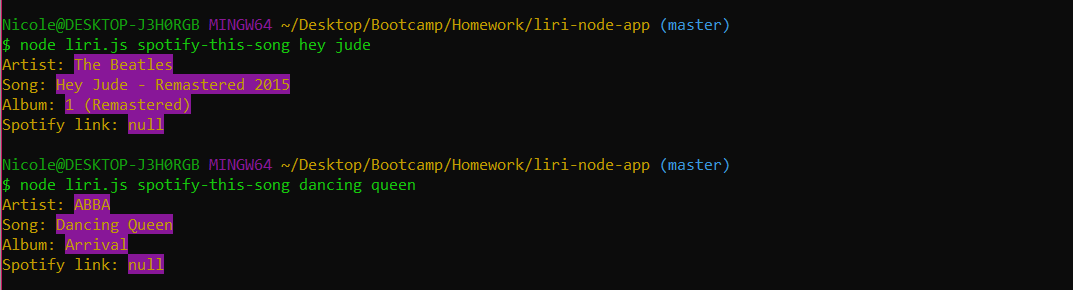 Nicole@DESKTOP-J3H0RGB MINGW64 ~/Desktop/Bootcamp/Homework/liri-node-app (master)
$ node liri.js spotify-this-song hey jude
Artist: The Beatles
Song: Hey Jude - Remastered 2015
Album: 1 (Remastered)
Spotify link: null
Nicole@DESKTOP-J3H0RGB MINGW64 ~/Desktop/Bootcamp/Homework/liri-node-app (master)
$ node liri.js spotify-this-song dancing queen
Artist: ABBA
Song: Dancing Queen
Album: Arrival
Spotify link: null